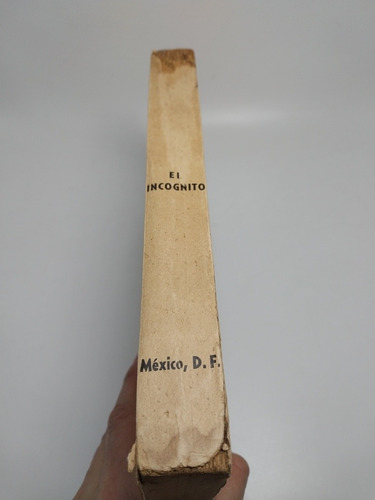 EL
INCOGNITO
México, D. F.